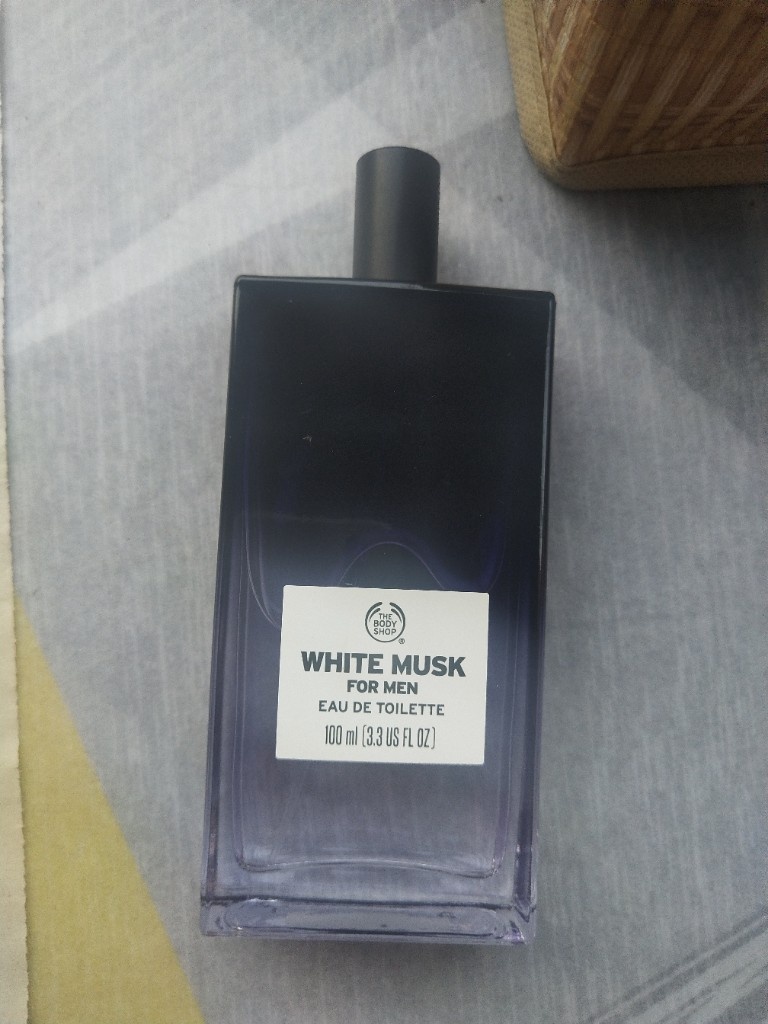 THE
BODY
SHOP
®
WHITE MUSK
FOR MEN
EAU DE TOILETTE
100 ml (3.3 US FL OZ)